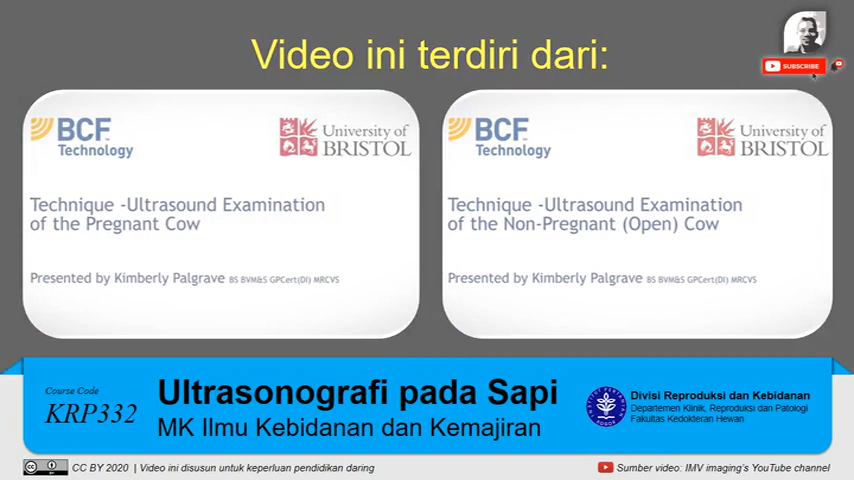 Video ini terdiri dari:
SUBSCRIBE
BCF
Technology
University of
BRISTOL
Technique -Ultrasound Examination
of the Pregnant Cow
Presented by Kimberly Palgrave BS BVM&S GPCert(DI) MRCVS
BCF
Technology
University of
BRISTOL
Technique -Ultrasound Examination
of the Non-Pregnant (Open) Cow
Presented by Kimberly Palgrave BS BVM&S GPCert(DI) MRCVS
Course Code
KRP332
Ultrasonografi pada Sapi
MK Ilmu Kebidanan dan Kemajiran
Divisi Reproduksi dan Kebidanan
Departemen Klinik, Reproduksi dan Patologi
Fakultas Kedokteran Hewan
CC BY 2020 | Video ini disusun untuk keperluan pendidikan daring
Sumber video: IMV imaging's YouTube channel